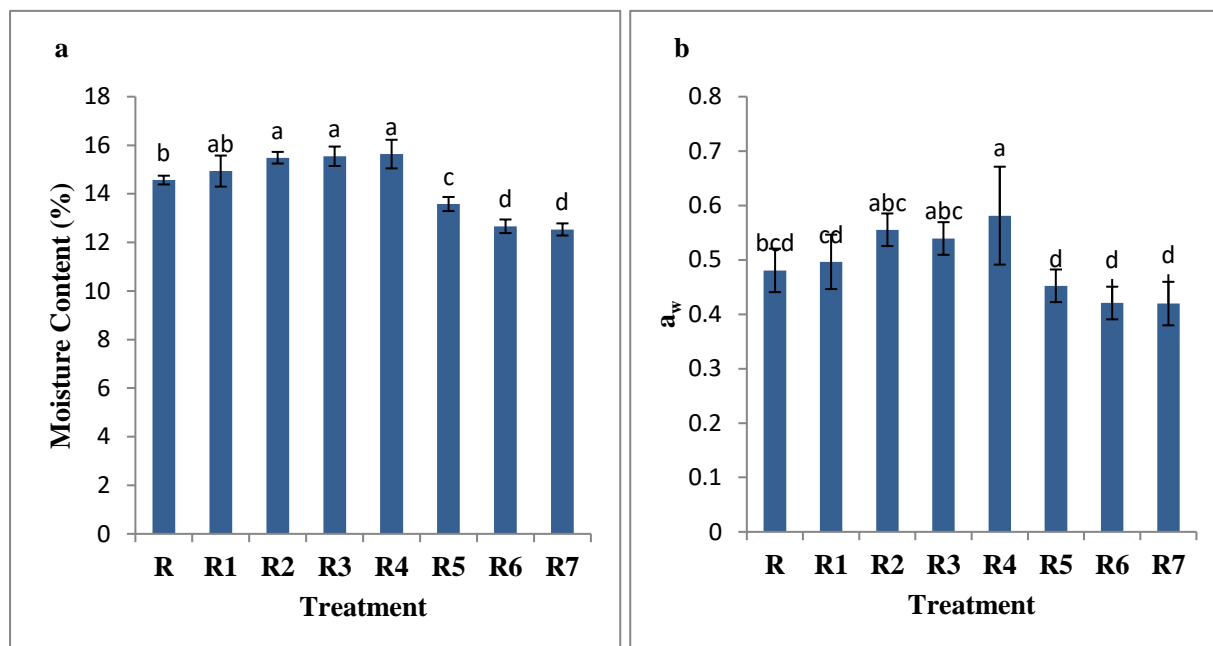 a
18
16
14
12
10
8
6
4
2
0
Moisture Content (%)
b ab a a a c d d
R R1 R2 R3 R4 R5 R6 R7
Treatment
b
0.8
0.7
0.6
0.5
0.4
0.3
0.2
0.1
0
aw
bcd cd abc abc a d d d
R R1 R2 R3 R4 R5 R6 R7
Treatment